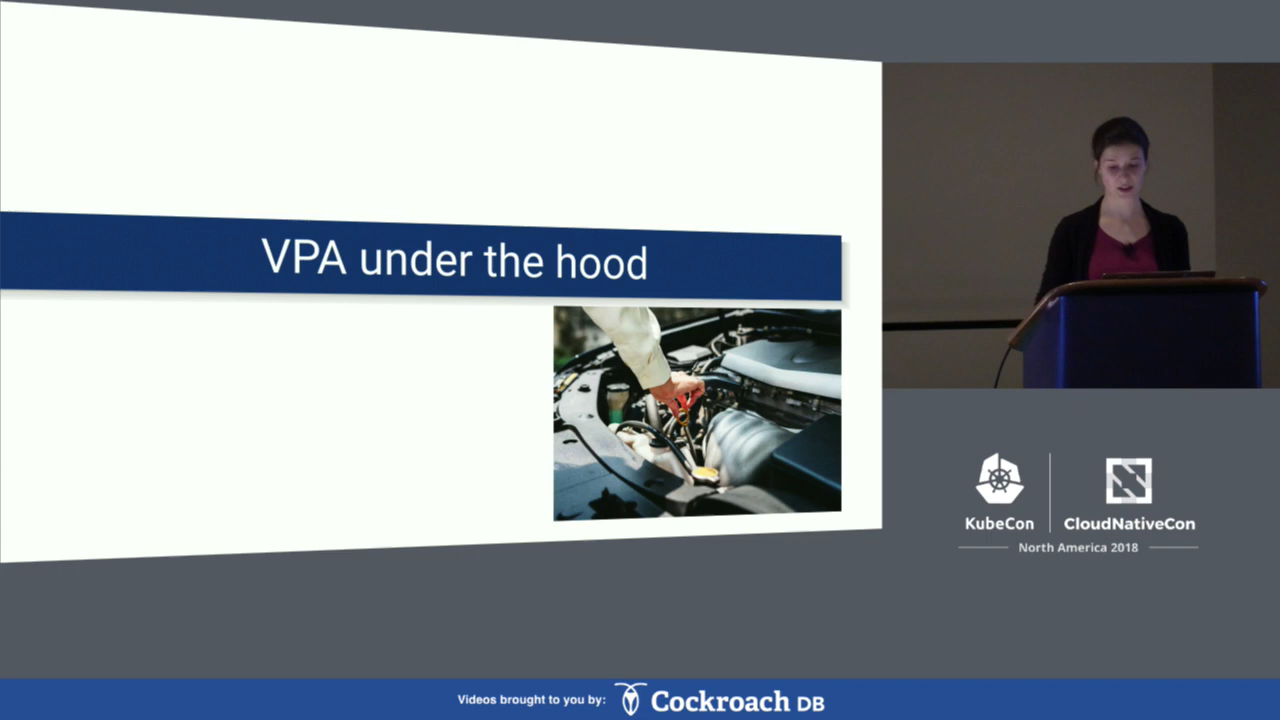 VPA under the hood
KubeCon
CloudNativeCon
North America 2018
Videos brought to you by:
Cockroach DB